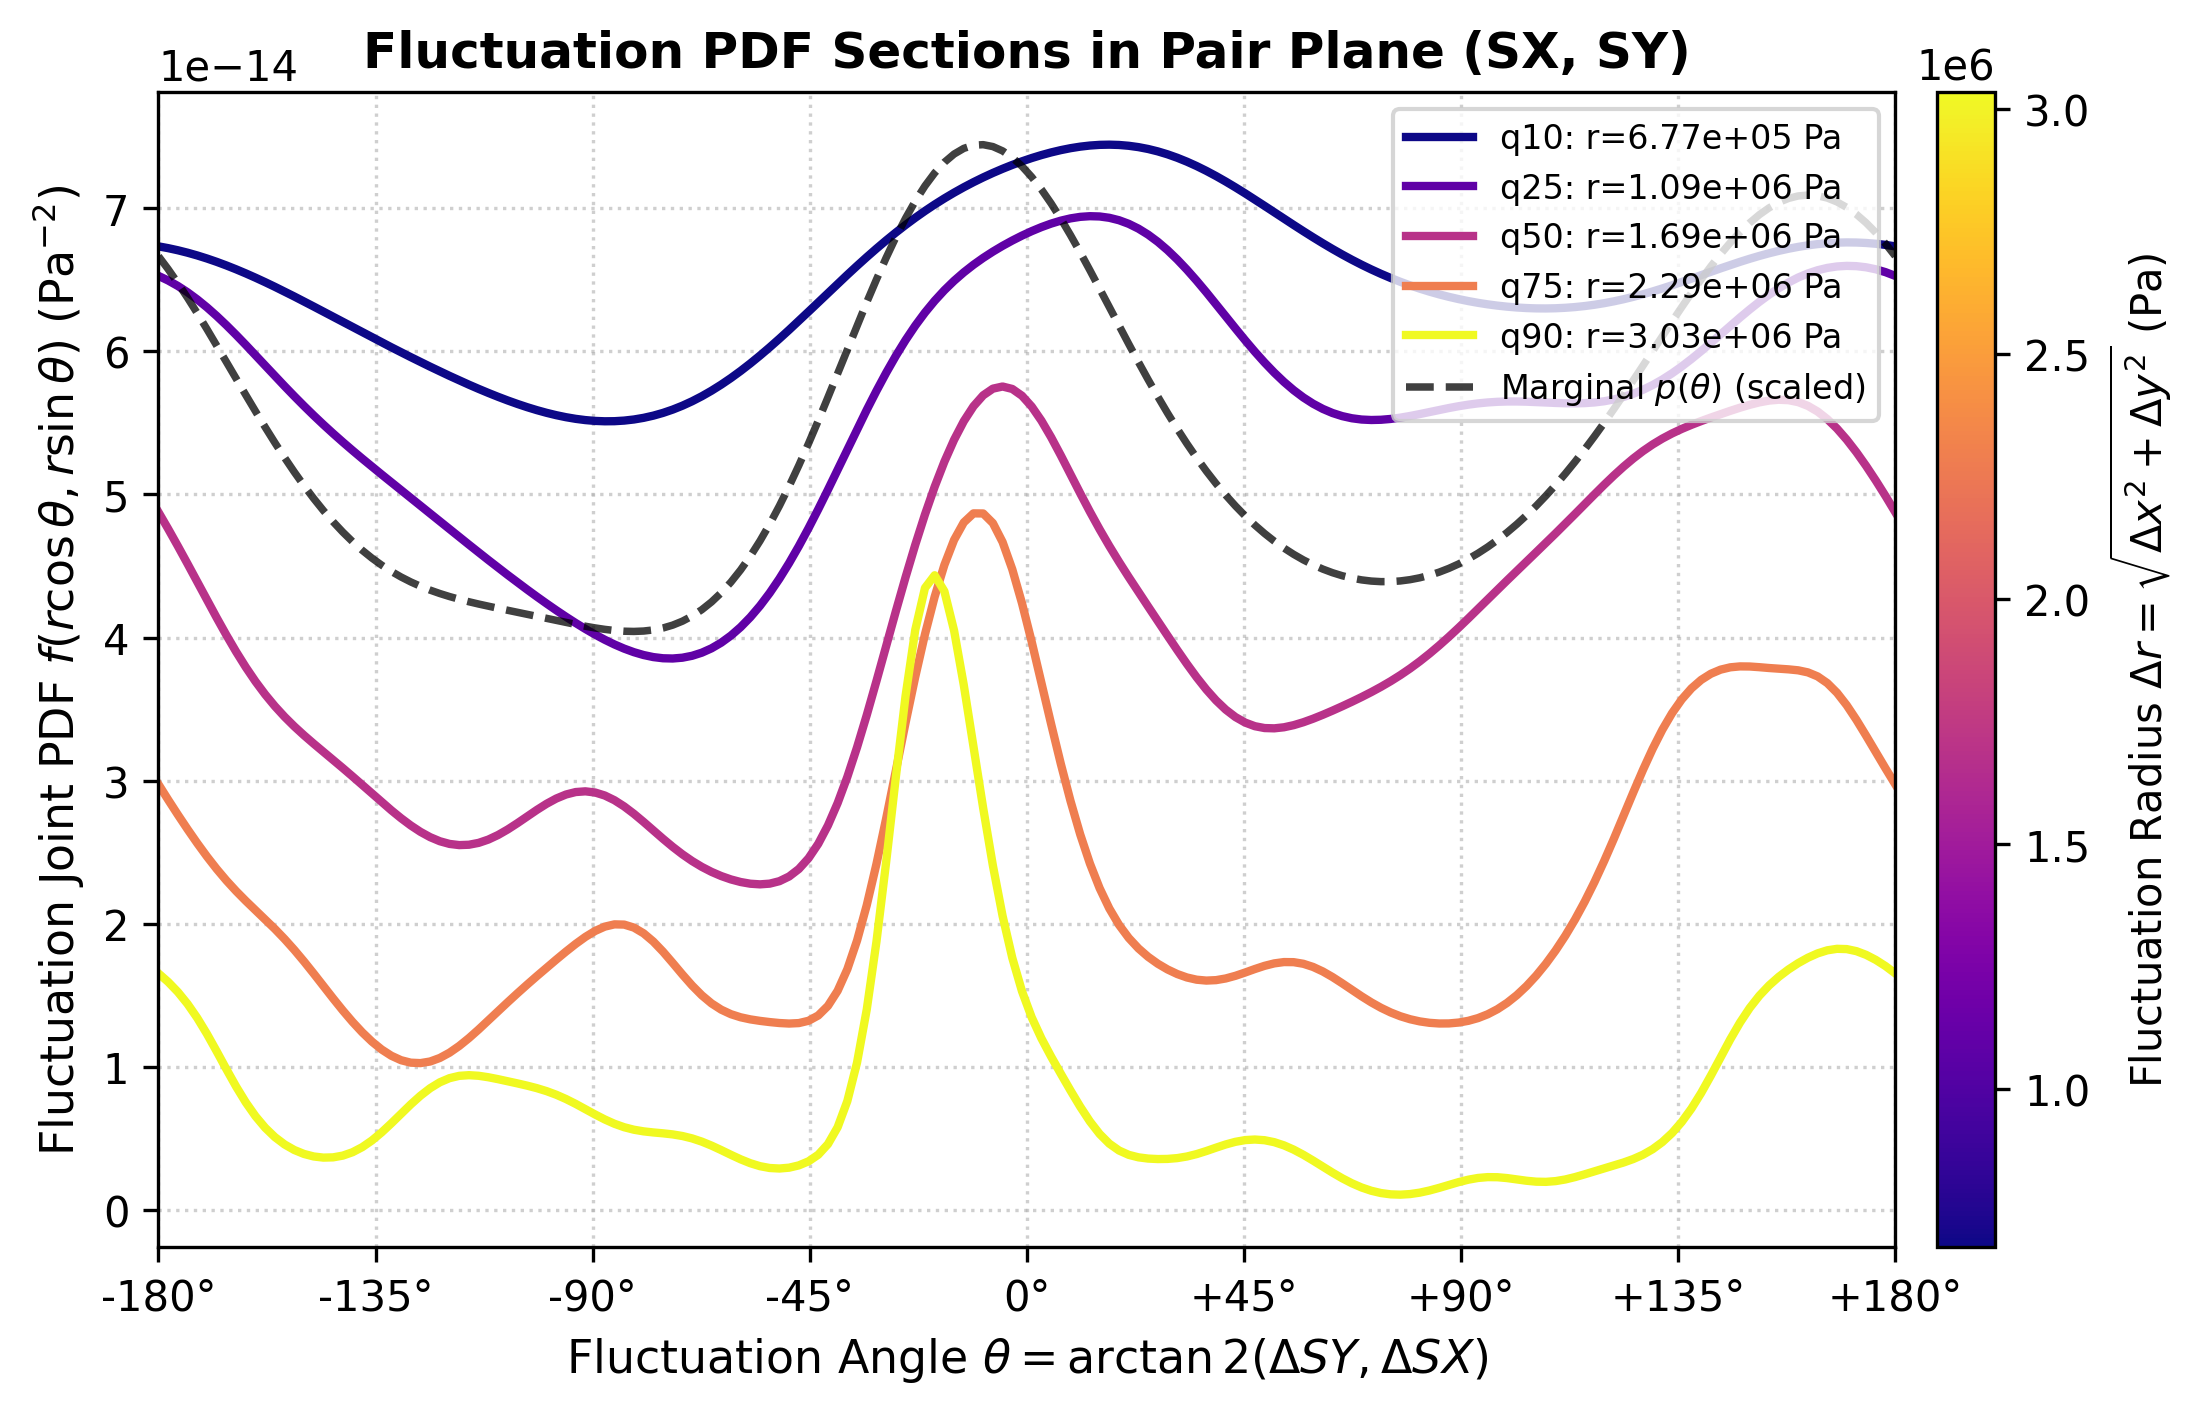 Fluctuation PDF Sections in Pair Plane (SX, SY)
1e−14
1e6
q10: r=6.77e+05 Pa
q25: r=1.09e+06 Pa
q50: r=1.69e+06 Pa
q75: r=2.29e+06 Pa
q90: r=3.03e+06 Pa
Marginal p(θ) (scaled)
Fluctuation Joint PDF f(r cos θ, r sin θ) (Pa⁻²)
7
6
5
4
3
2
1
0
-180°
-135°
-90°
-45°
0°
+45°
+90°
+135°
+180°
Fluctuation Angle θ = arctan 2(ΔSY, ΔSX)
3.0
2.5
2.0
1.5
1.0
Fluctuation Radius Δr = √Δx² + Δy² (Pa)